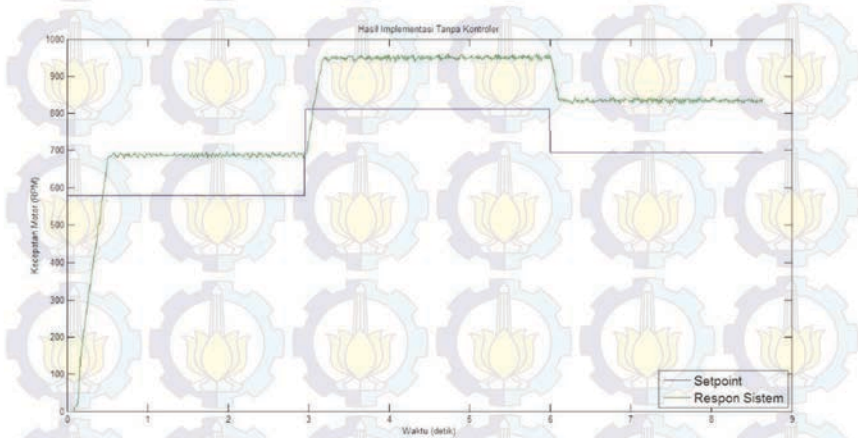 Hasil Implementasi Tanpa Kontroler
1000
900
800
700
600
500
400
300
200
100
0
Kecepatan Motor (RPM)
0 1 2 3 4 5 6 7 8 9
Waktu (detik)
Setpoint
Respon Sistem